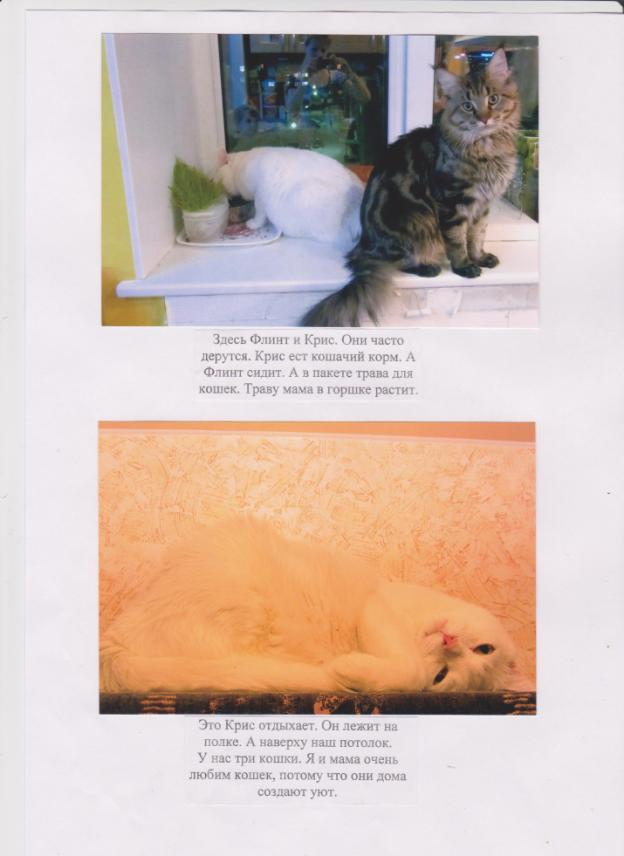 Здесь Флинт и Крис. Они часто
дерутся. Крис ест кошачий корм. А
Флинт сидит. А в пакете трава для
кошек. Траву мама в горшке растит.
Это Крис отдыхает. Он лежит на
полке. А наверху наш потолок.
У нас три кошки. Я и мама очень
любим кошек, потому что они дома
создают уют.